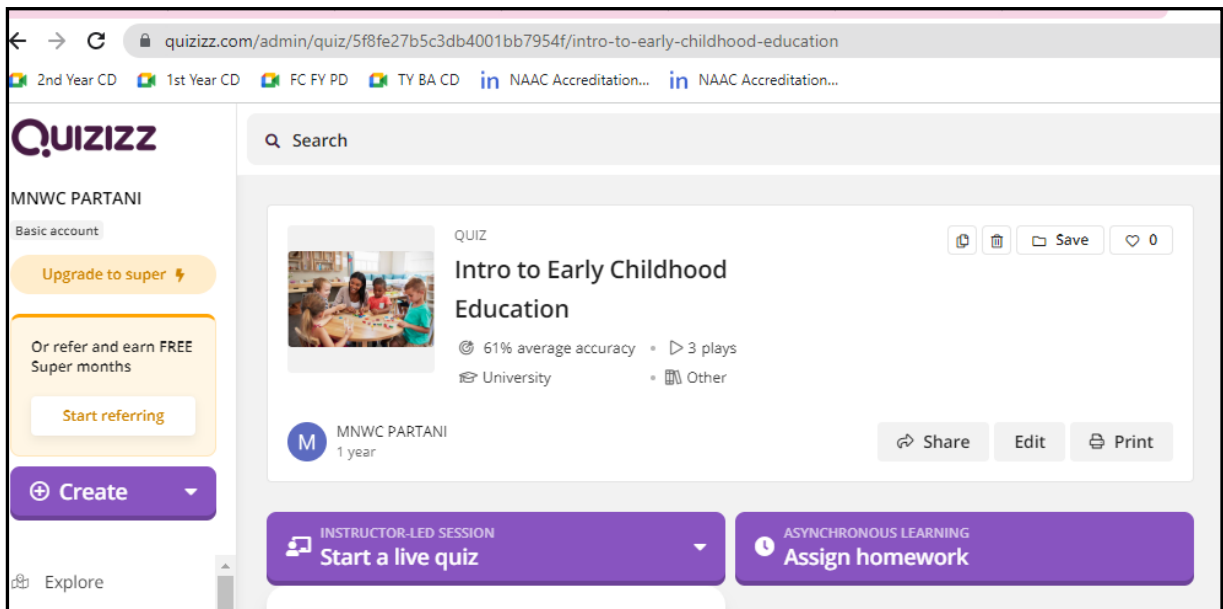 quizizz.com/admin/quiz/5f8fe27b5c3db4001bb7954f/intro-to-early-childhood-education
2nd Year CD 1st Year CD FC FY PD TY BA CD in NAAC Accreditation... in NAAC Accreditation...
QUIZIZZ
Search
MNWC PARTANI
Basic account
Upgrade to super
Or refer and earn FREE
Super months
Start referring
Create
Explore
QUIZ
Save 0
Intro to Early Childhood
Education
61% average accuracy • 3 plays
University • Other
M
MNWC PARTANI
1 year
Share Edit Print
INSTRUCTOR-LED SESSION
Start a live quiz
ASYNCHRONOUS LEARNING
Assign homework